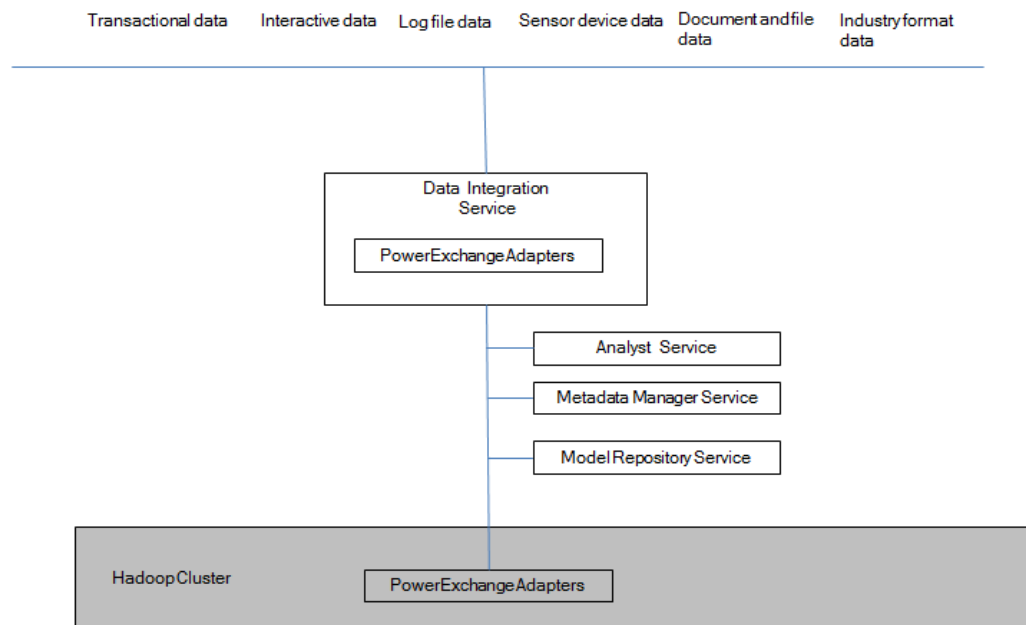 Transactional data
Interactive data
Log file data
Sensor device data
Document and file
data
Industry format
data
Data Integration
Service
PowerExchangeAdapters
Analyst Service
Metadata Manager Service
Model Repository Service
HadoopCluster
PowerExchangeAdapters